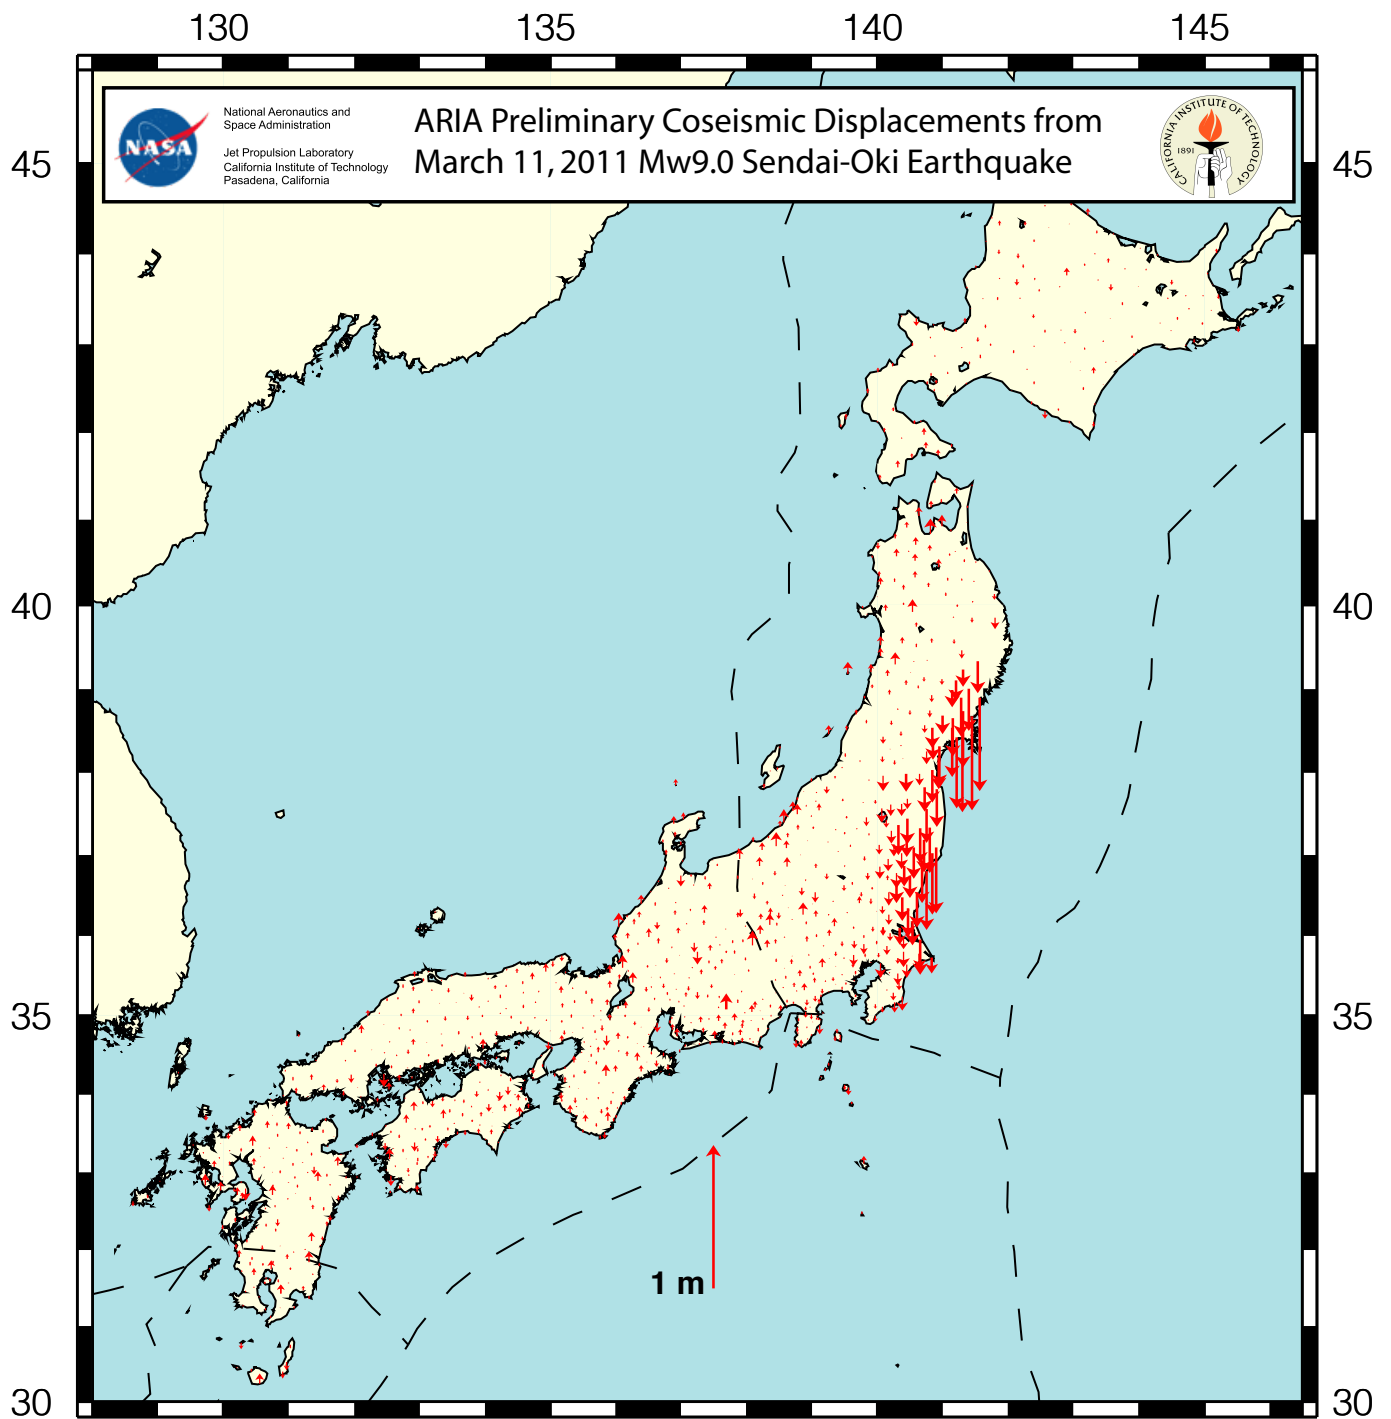 130 135 140 145
NASA
National Aeronautics and
Space Administration
Jet Propulsion Laboratory
California Institute of Technology
Pasadena, California
ARIA Preliminary Coseismic Displacements from
March 11, 2011 Mw9.0 Sendai-Oki Earthquake
CALIFORNIA INSTITUTE OF TECHNOLOGY
1891
45 45
40 40
35 35
1 m
30 30